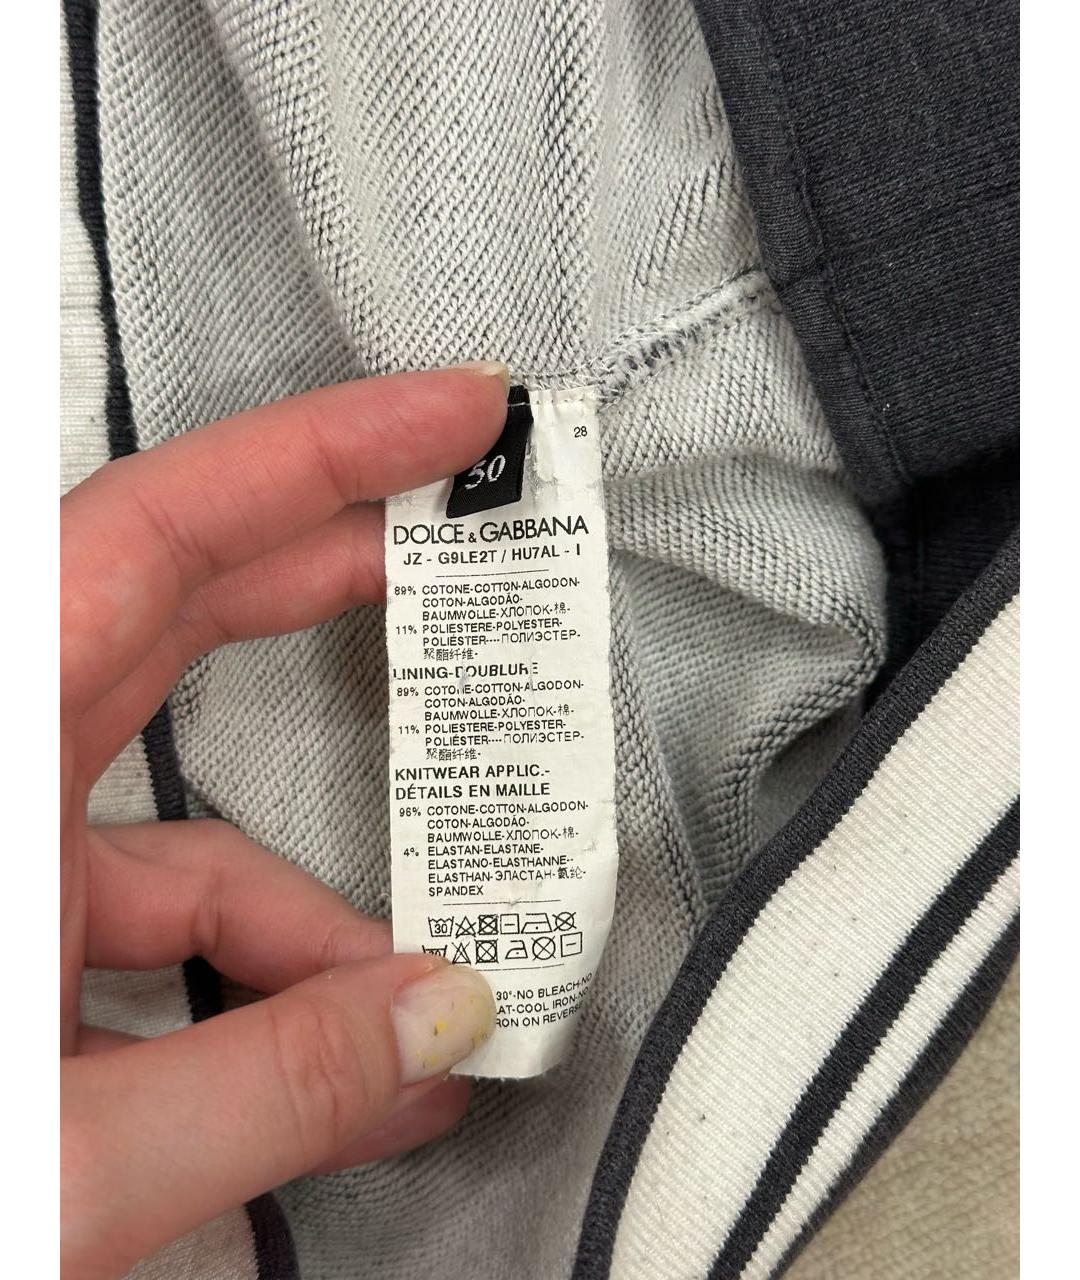 28
50
DOLCE & GABBANA
JZ - G9LE2T / HU7AL - I
89% COTONE-COTTON-ALGODON-
COTON-ALGODÃO-
BAUMWOLLE-ХЛОПОК-棉-
11% POLIESTERE-POLYESTER-
POLIÉSTER----ПОЛИЭСТЕР-
聚酯纤维-
LINING-DOUBLURE
89% COTONE-COTTON-ALGODON-
COTON-ALGODÃO-
BAUMWOLLE-ХЛОПОК-棉-
11% POLIESTERE-POLYESTER-
POLIÉSTER----ПОЛИЭСТЕР-
聚酯纤维-
KNITWEAR APPLIC.-
DÉTAILS EN MAILLE
96% COTONE-COTTON-ALGODON-
COTON-ALGODÃO-
BAUMWOLLE-ХЛОПОК-棉-
4% ELASTAN-ELASTANE-
ELASTANO-ELASTHANNE--
ELASTHAN-ЭЛАСТАН-氨纶-
SPANDEX
30
30°-NO BLEACH-NO
-COOL IRON-NO
ON REVERSE